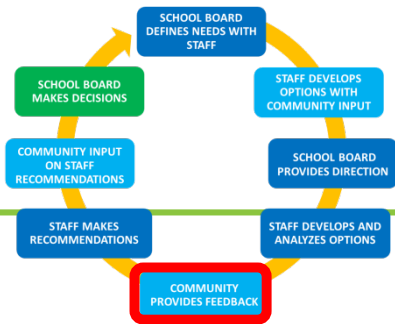 SCHOOL BOARD
DEFINES NEEDS WITH
STAFF
STAFF DEVELOPS
OPTIONS WITH
COMMUNITY INPUT
SCHOOL BOARD
PROVIDES DIRECTION
STAFF DEVELOPS AND
ANALYZES OPTIONS
COMMUNITY
PROVIDES FEEDBACK
STAFF MAKES
RECOMMENDATIONS
COMMUNITY INPUT
ON STAFF
RECOMMENDATIONS
SCHOOL BOARD
MAKES DECISIONS